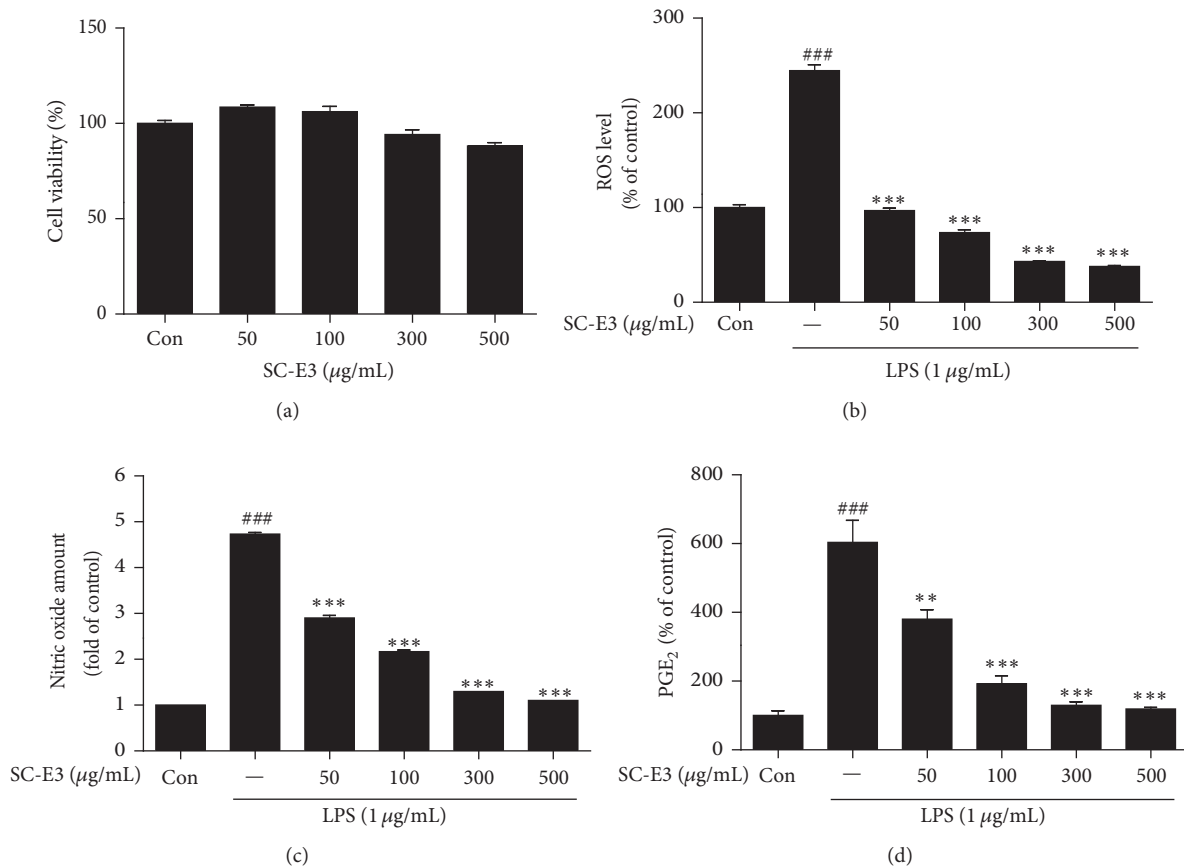 150
100
50
0
Cell viability (%)
Con 50 100 300 500
SC-E3 (μg/mL)
(a)
300
200
100
0
ROS level
(% of control)
###
***
***
***
***
SC-E3 (μg/mL) Con — 50 100 300 500
LPS (1 μg/mL)
(b)
6
5
4
3
2
1
0
Nitric oxide amount
(fold of control)
###
***
***
***
***
SC-E3 (μg/mL) Con — 50 100 300 500
LPS (1 μg/mL)
(c)
800
600
400
200
0
PGE₂ (% of control)
###
**
***
***
***
SC-E3 (μg/mL) Con — 50 100 300 500
LPS (1 μg/mL)
(d)